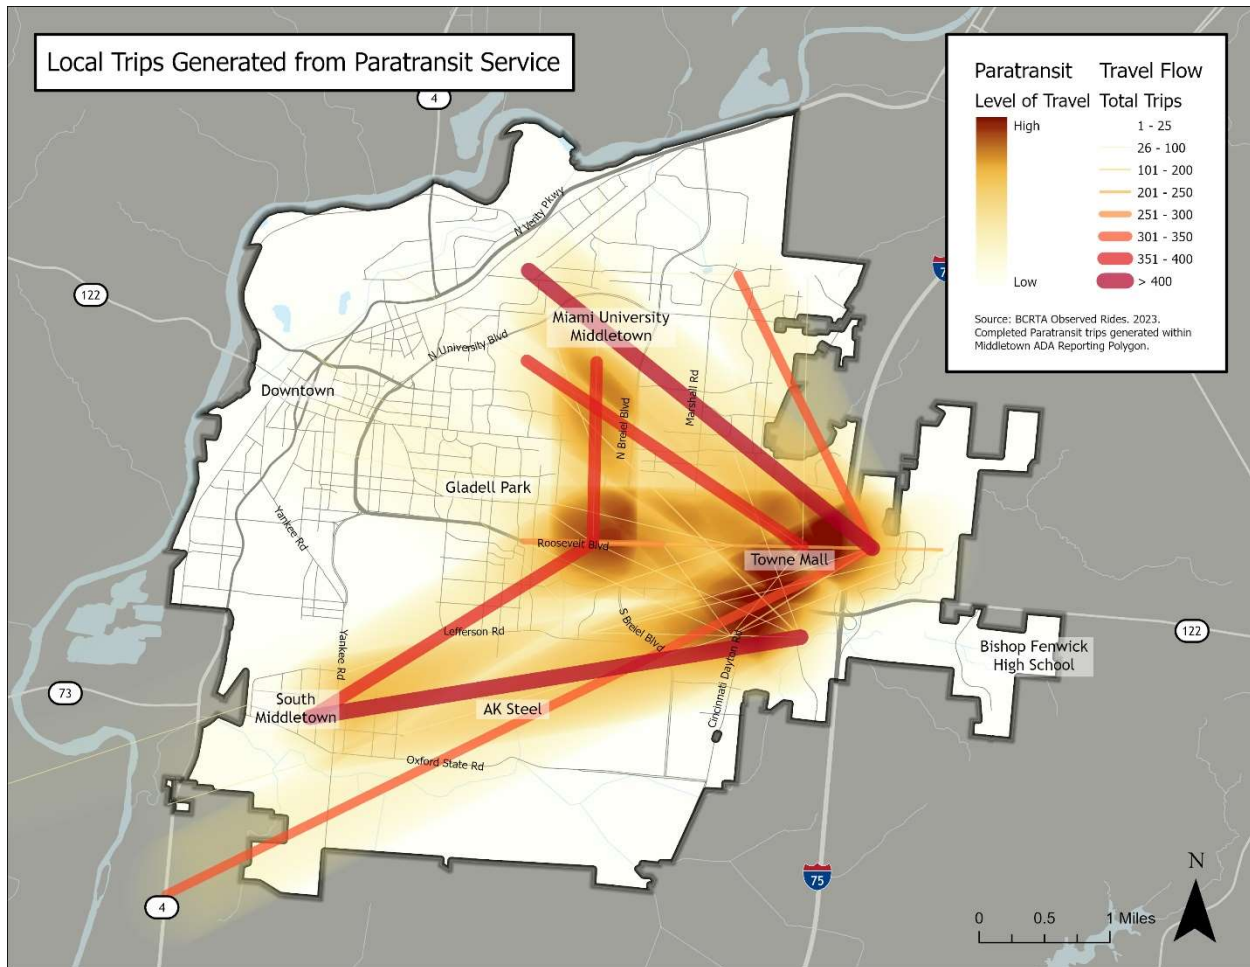 Local Trips Generated from Paratransit Service
Paratransit
Travel Flow
Level of Travel
Total Trips
High
Low
1 - 25
26 - 100
101 - 200
201 - 250
251 - 300
301 - 350
351 - 400
> 400
Source: BCRTA Observed Rides. 2023.
Completed Paratransit trips generated within
Middletown ADA Reporting Polygon.
4
122
N Verity Pkwy
Miami University
Middletown
N University Blvd
Downtown
Marshall Rd
N Breiel Blvd
Gladell Park
Yankee Rd
Roosevelt Blvd
Towne Mall
Lefferson Rd
S Breiel Blvd
Yankee Rd
122
Bishop Fenwick
High School
73
South
Middletown
AK Steel
Cincinnati Dayton Rd
Oxford State Rd
4
75
N
0 0.5 1 Miles